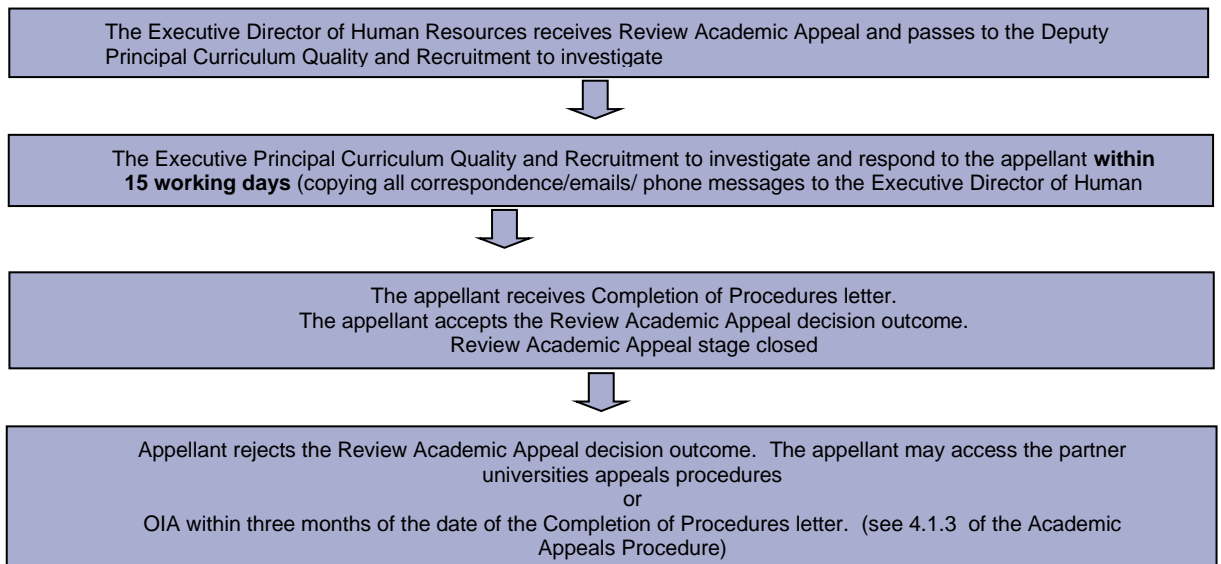 The Executive Director of Human Resources receives Review Academic Appeal and passes to the Deputy
Principal Curriculum Quality and Recruitment to investigate
The Executive Principal Curriculum Quality and Recruitment to investigate and respond to the appellant within
15 working days (copying all correspondence/emails/ phone messages to the Executive Director of Human
The appellant receives Completion of Procedures letter.
The appellant accepts the Review Academic Appeal decision outcome.
Review Academic Appeal stage closed
Appellant rejects the Review Academic Appeal decision outcome.  The appellant may access the partner
universities appeals procedures
or
OIA within three months of the date of the Completion of Procedures letter.  (see 4.1.3  of the Academic
Appeals Procedure)